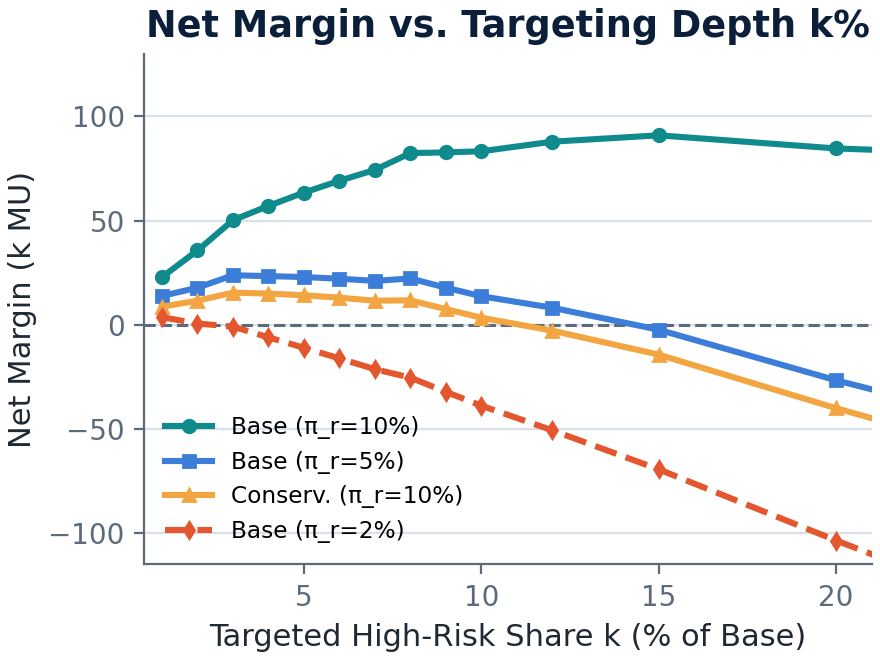 Net Margin vs. Targeting Depth k%
Net Margin (k MU)
100
50
0
−50
−100
Base (π_r=10%)
Base (π_r=5%)
Conserv. (π_r=10%)
Base (π_r=2%)
5 10 15 20
Targeted High-Risk Share k (% of Base)